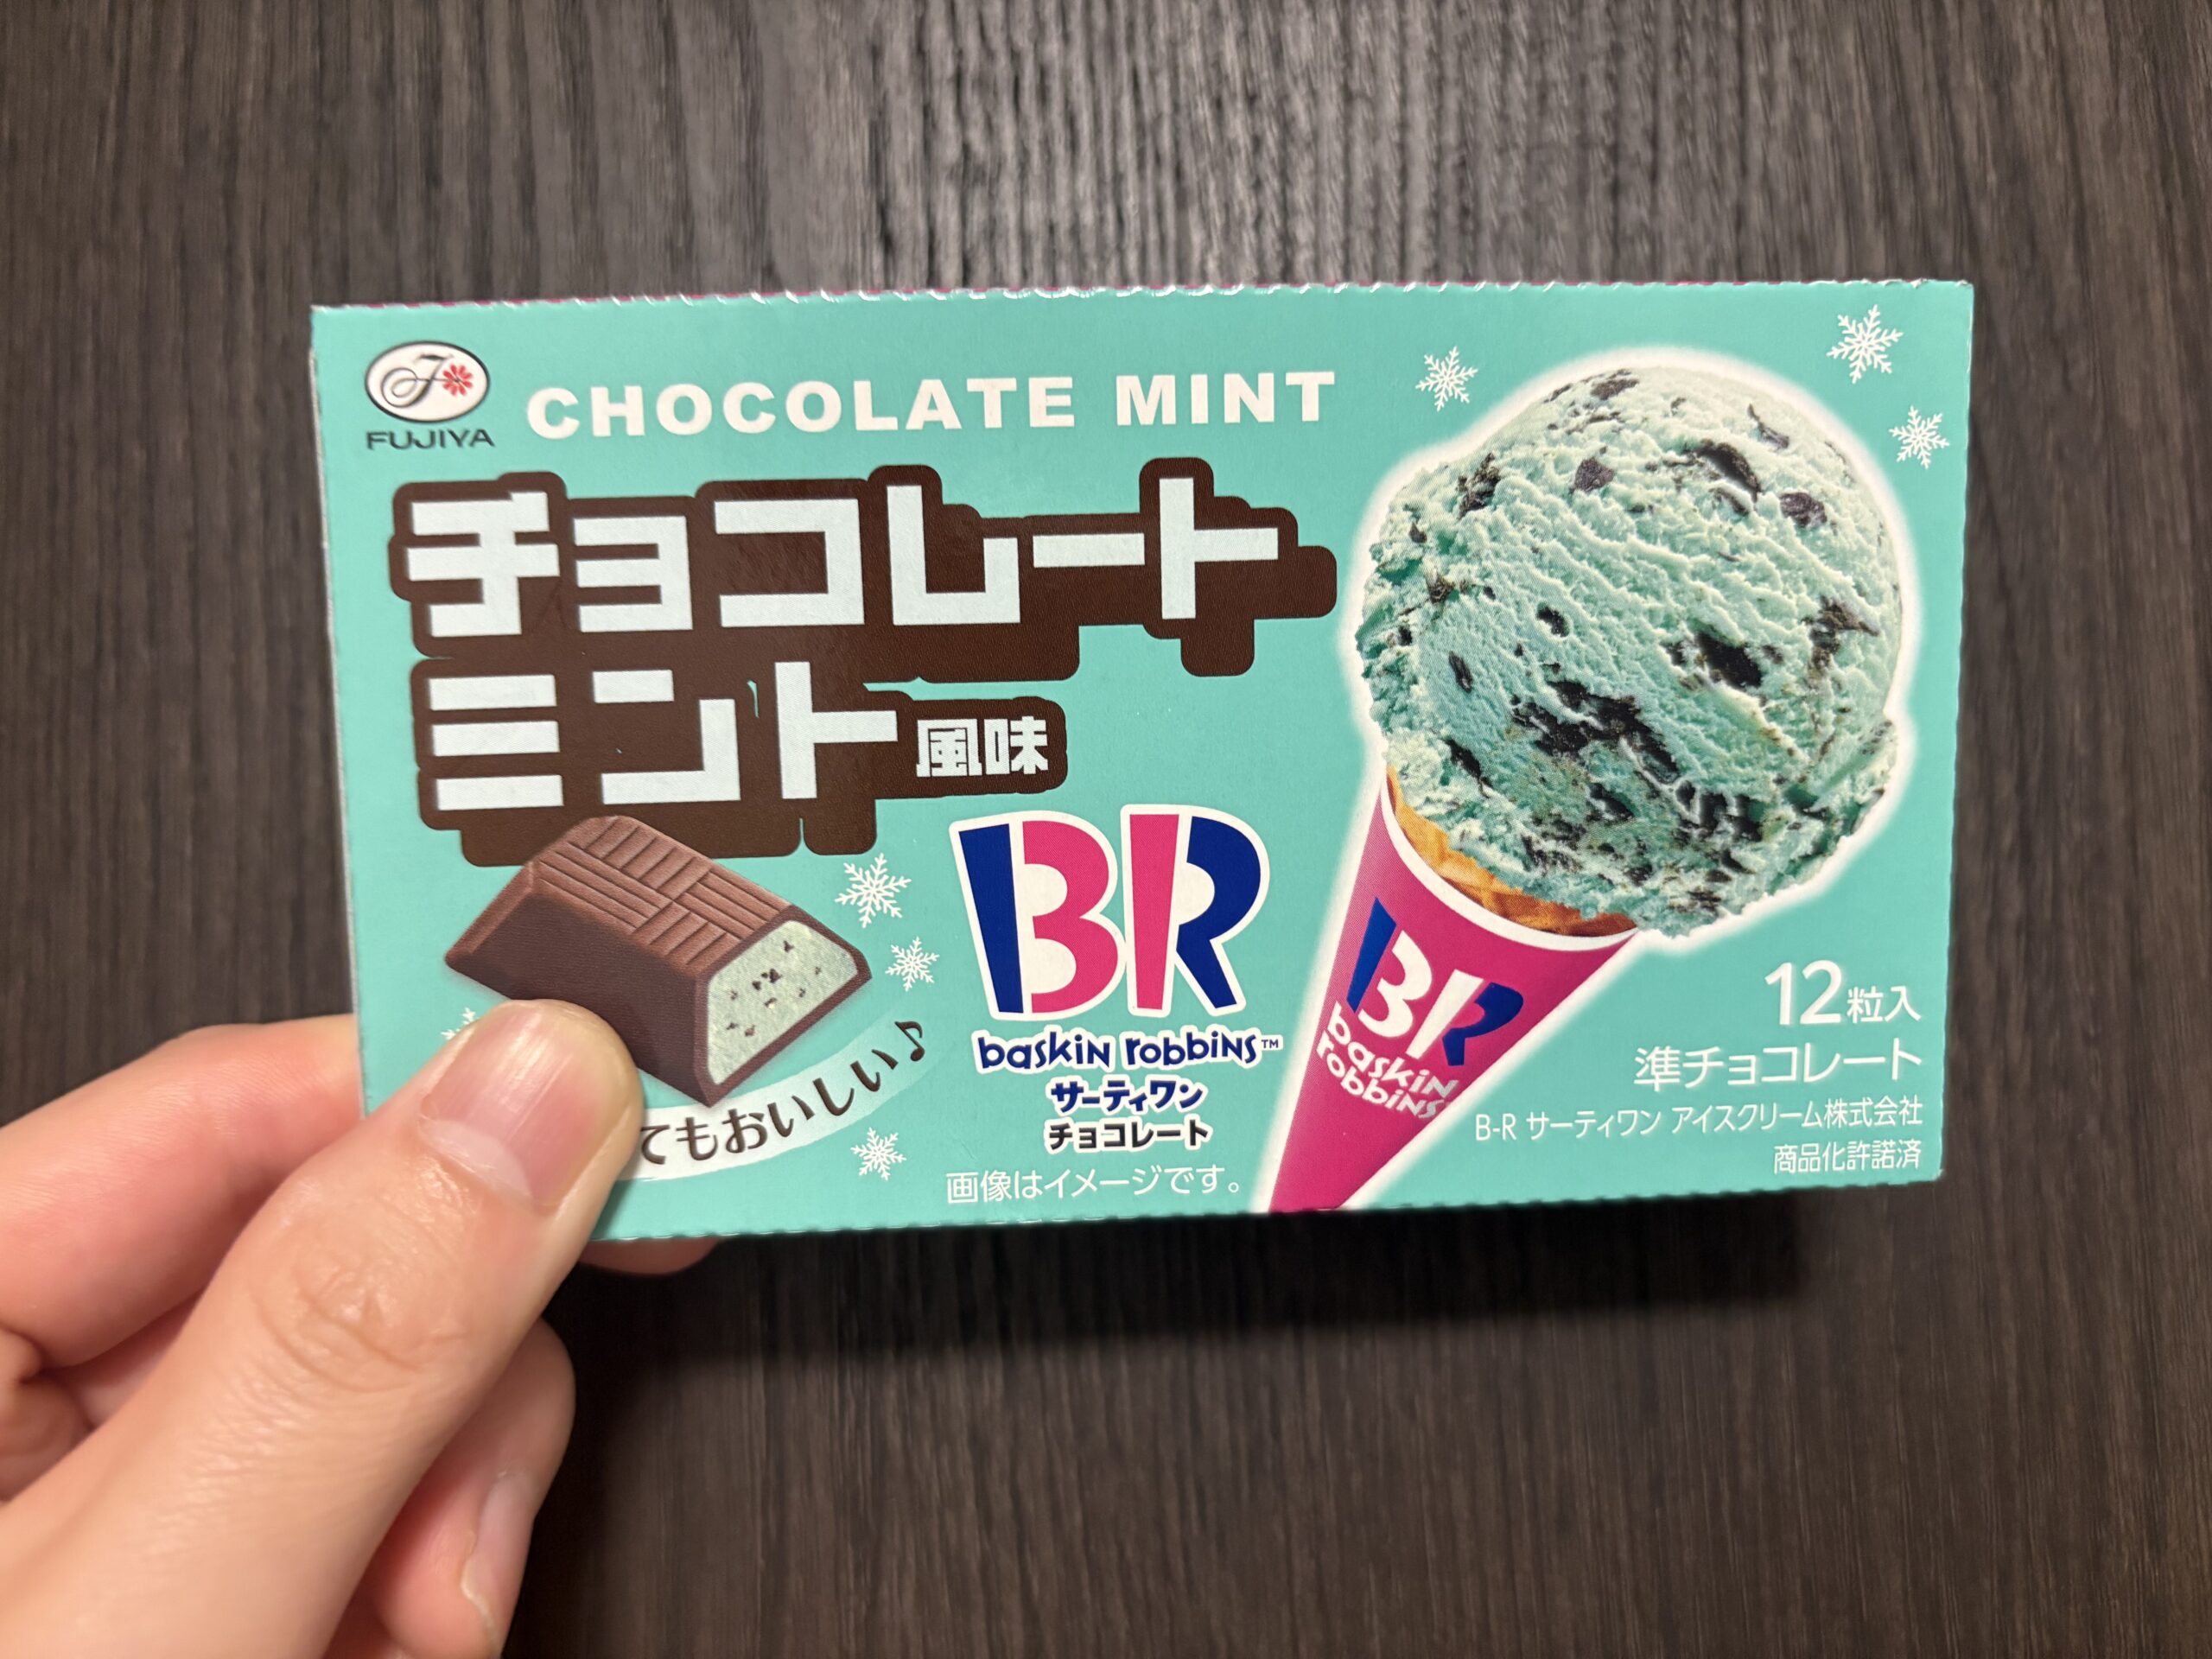 FUJIYA
CHOCOLATE MINT
チョコレート
ミント風味
てもおいしい♪
BR
baskin robbins™
サーティワン
チョコレート
画像はイメージです。
BR
baskin
robbins
12粒入
準チョコレート
B-R サーティワン アイスクリーム株式会社
商品化許諾済